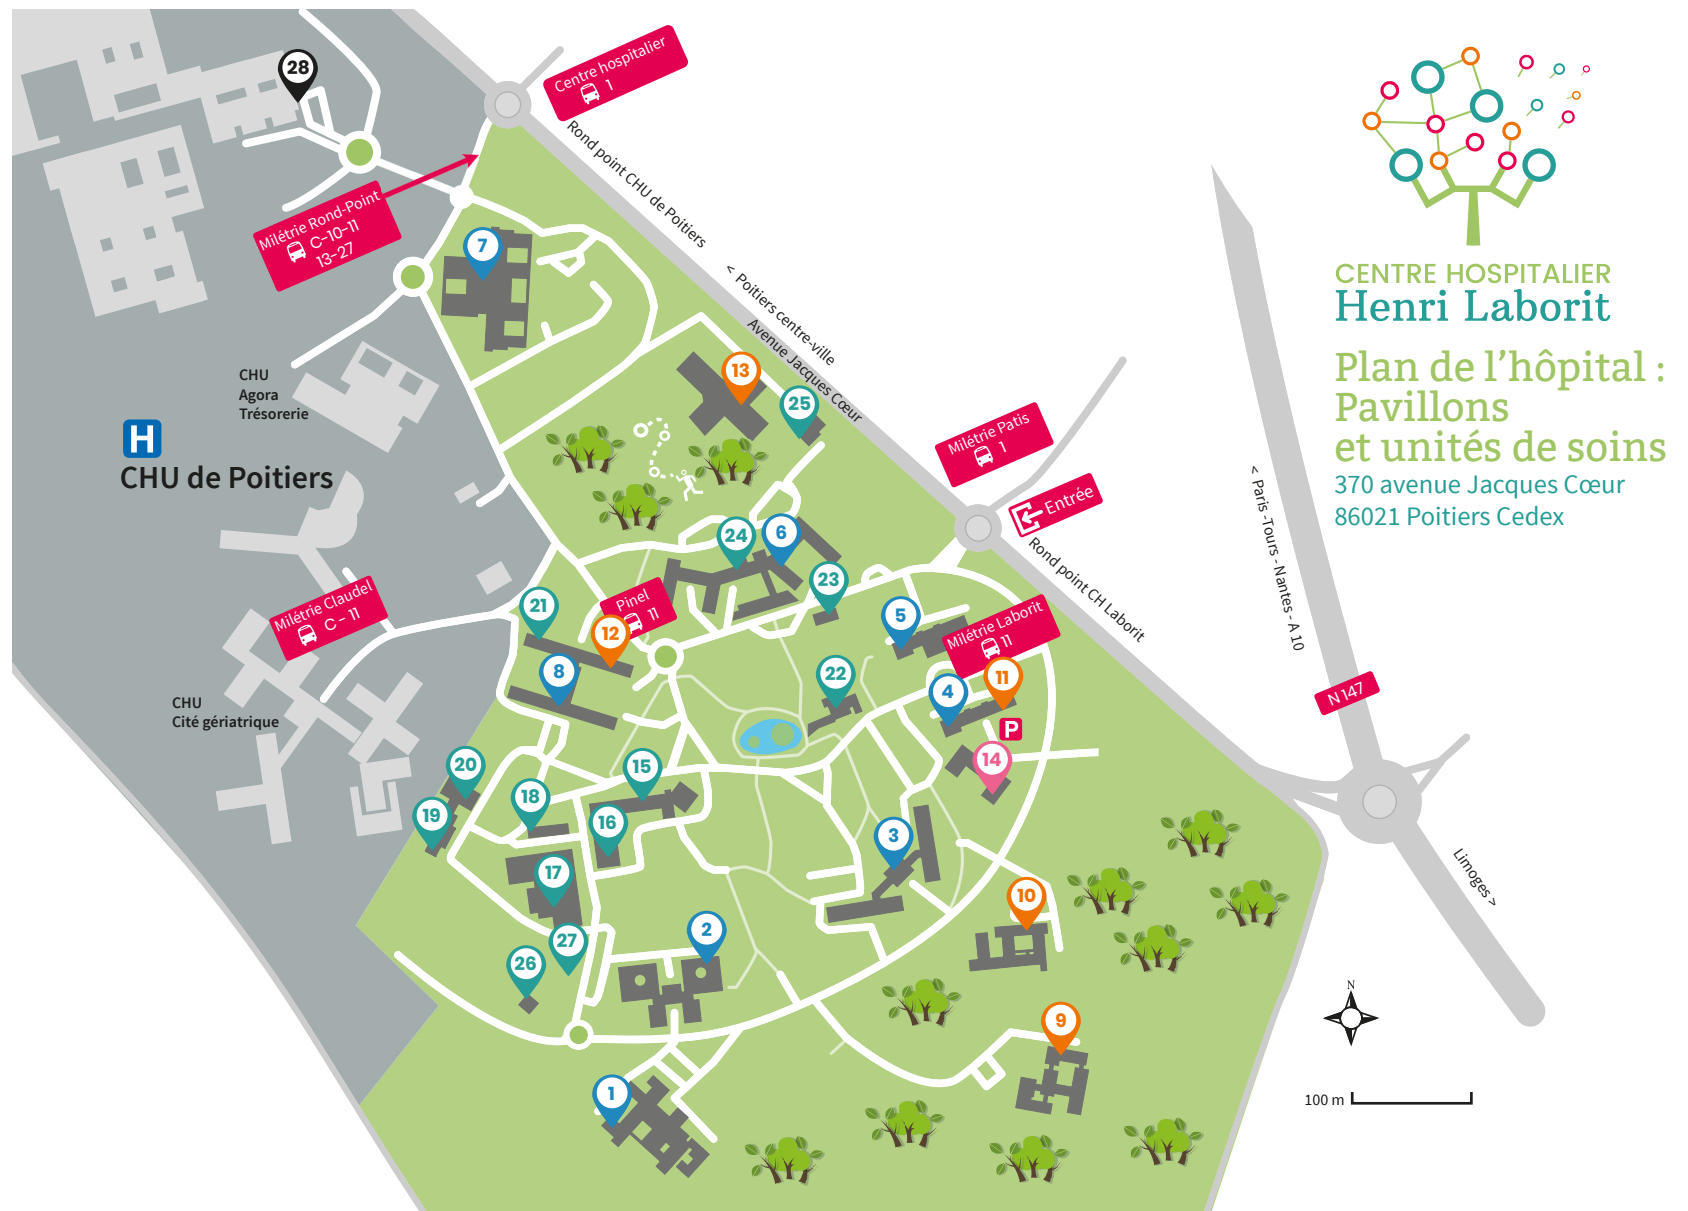 CENTRE HOSPITALIER
Henri Laborit
Plan de l'hôpital :
Pavillons
et unités de soins
370 avenue Jacques Cœur
86021 Poitiers Cedex
28
Centre hospitalier
1
Rond point CHU de Poitiers
Milétrie Rond-Point
C-10-11
13-27
7
< Poitiers centre-ville
Avenue Jacques Cœur
CHU
Agora
Trésorerie
13
25
H
CHU de Poitiers
Milétrie Patis
1
Entrée
Rond point CH Laborit
< Paris -Tours - Nantes - A 10
24
6
23
Milétrie Claudel
C - 11
21
Pinel
11
12
5
Milétrie Laborit
11
8
22
4
11
N 147
CHU
Cité gériatrique
P
14
20
15
18
19
16
3
17
Limoges >
10
2
27
26
9
N
1
100 m